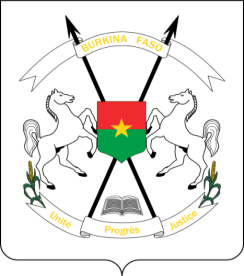 BURKINA FASO
Unité Progrès Justice